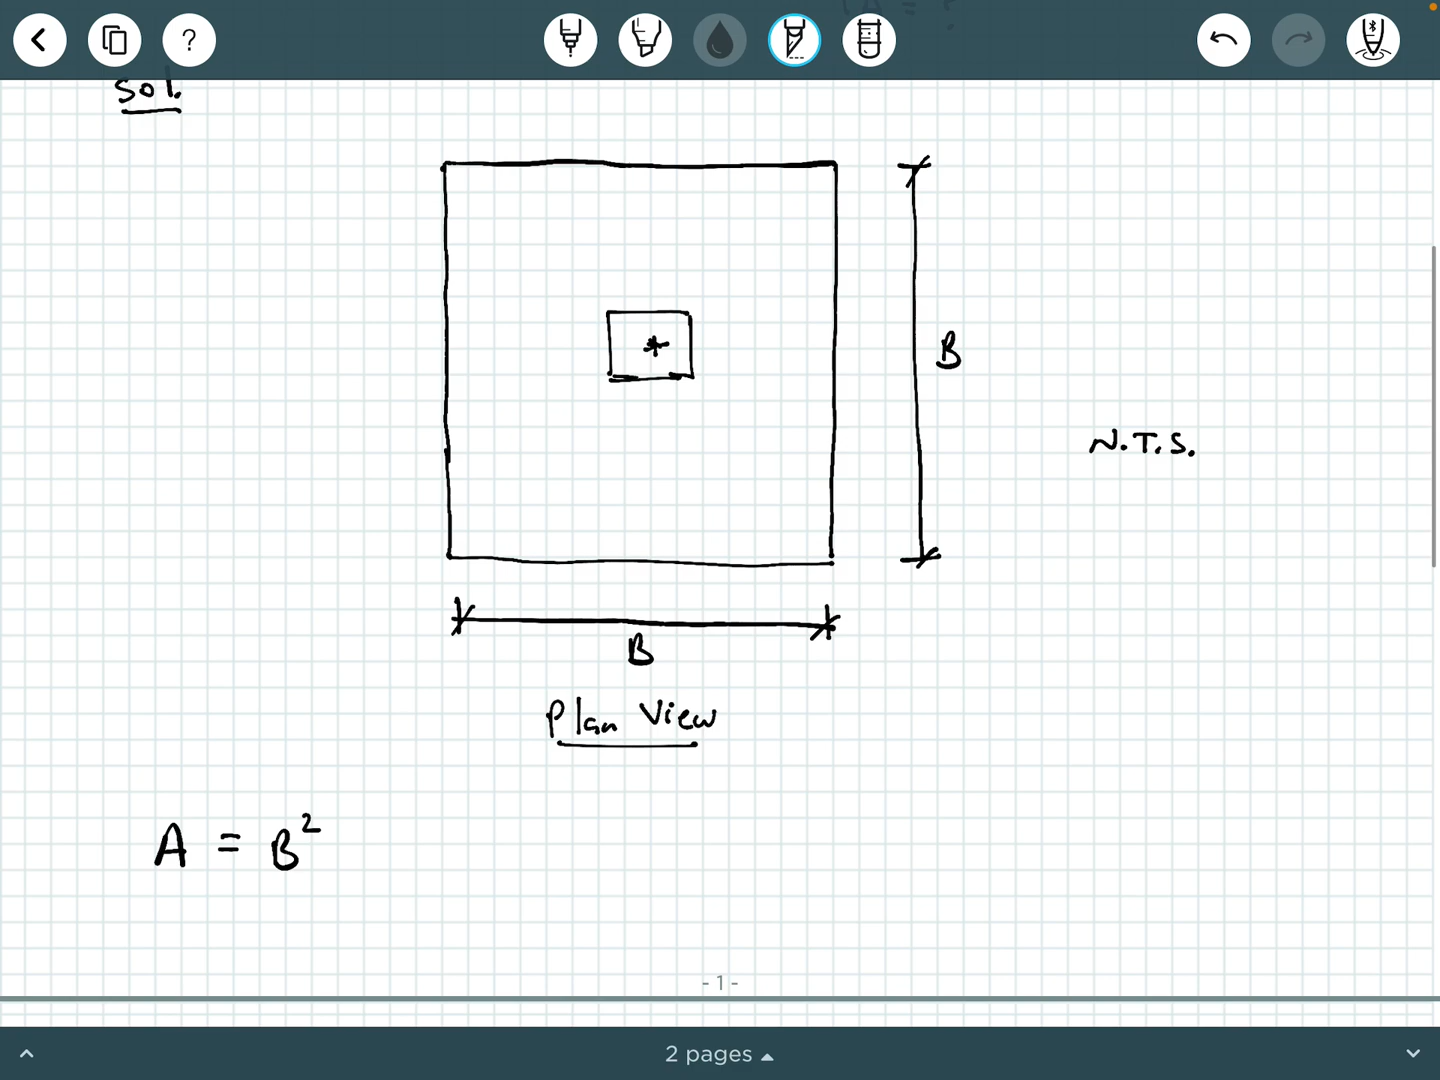 ?
sol.
B
N.T.S.
B
Plan View
A = B²
- 1 -
2 pages